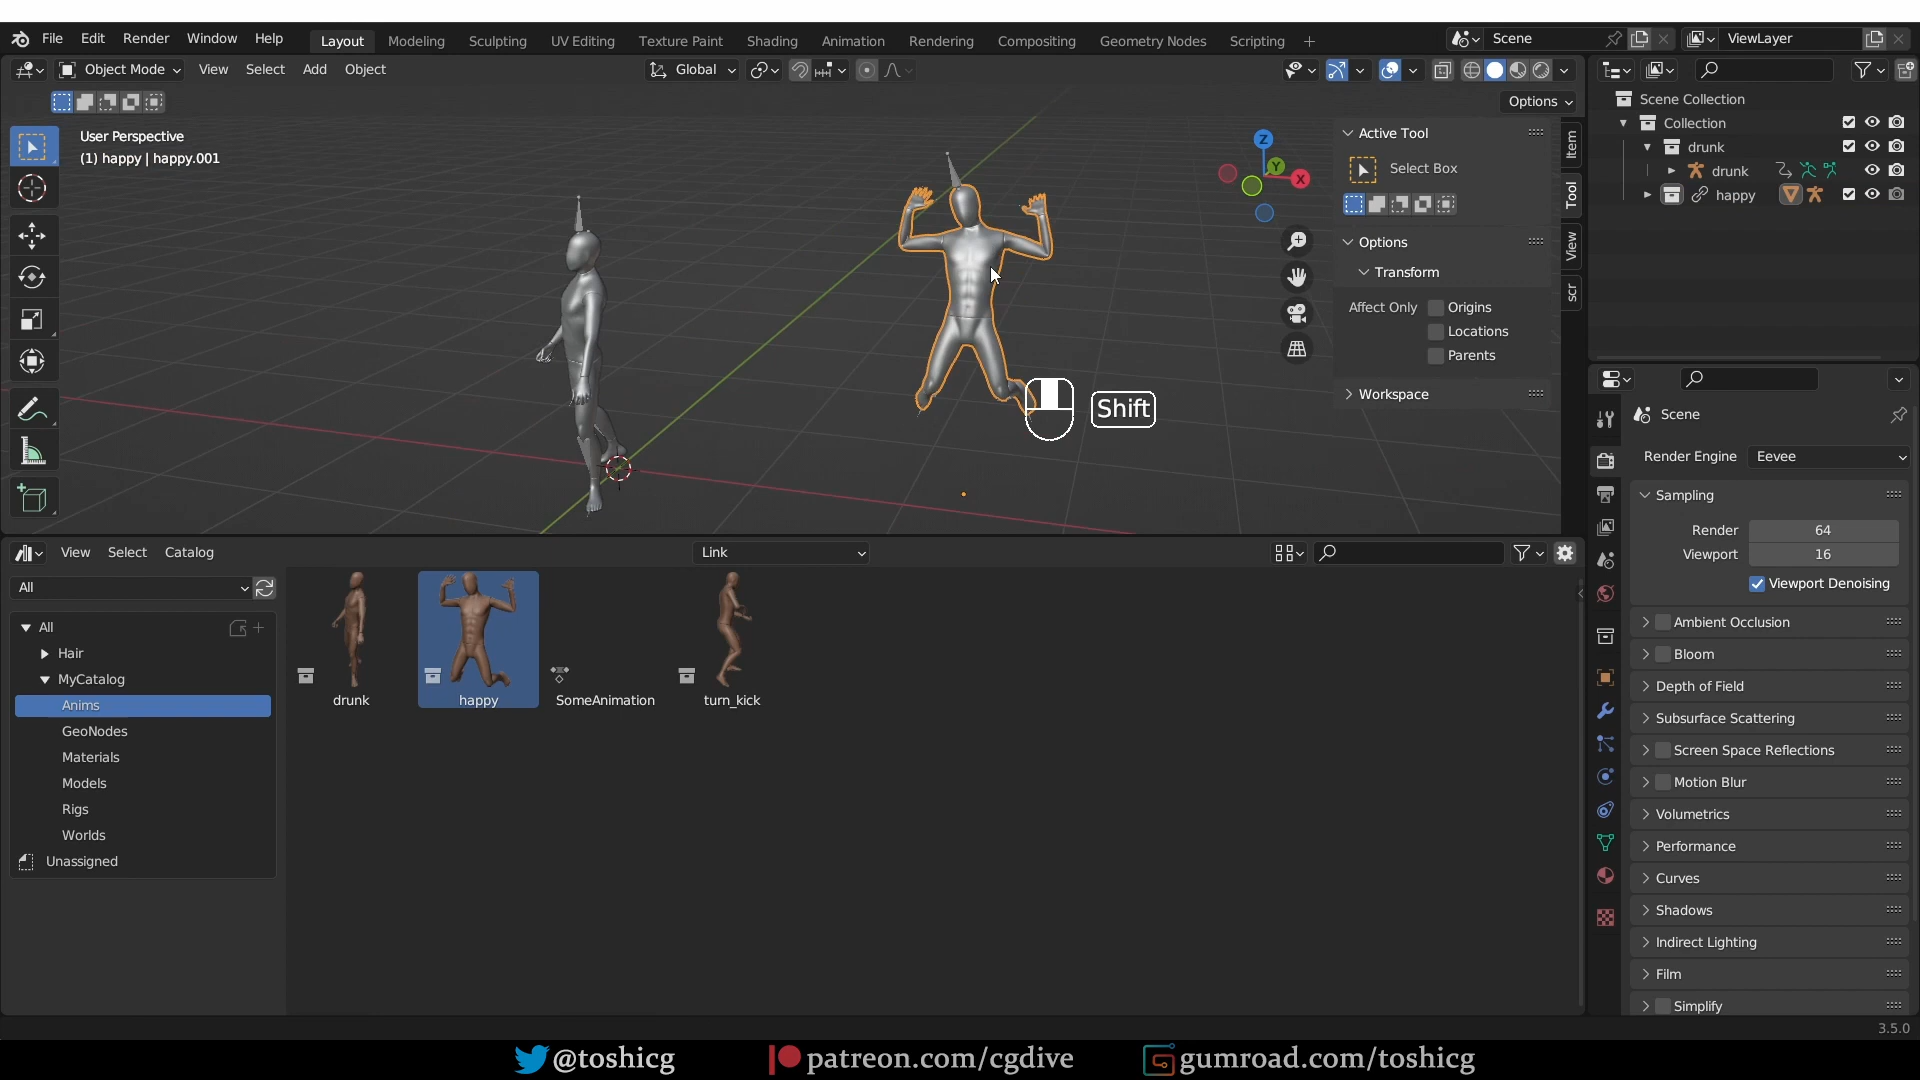 File Edit Render Window Help Layout Modeling Sculpting UV Editing Texture Paint Shading Animation Rendering Compositing Geometry Nodes Scripting + Scene ViewLayer
Object Mode View Select Add Object Global
Options
User Perspective
(1) happy | happy.001
Z
Y
X
Active Tool
Select Box
Options
Transform
Affect Only Origins
Locations
Parents
Workspace
Item
Tool
View
scr
Shift
Scene Collection
Collection
drunk
drunk
happy
Scene
Render Engine Eevee
Sampling
Render 64
Viewport 16
Viewport Denoising
Ambient Occlusion
Bloom
Depth of Field
Subsurface Scattering
Screen Space Reflections
Motion Blur
Volumetrics
Performance
Curves
Shadows
Indirect Lighting
Film
Simplify
View Select Catalog Link
All
All
Hair
MyCatalog
Anims
GeoNodes
Materials
Models
Rigs
Worlds
Unassigned
drunk happy SomeAnimation turn_kick
3.5.0
@toshicg patreon.com/cgdive gumroad.com/toshicg